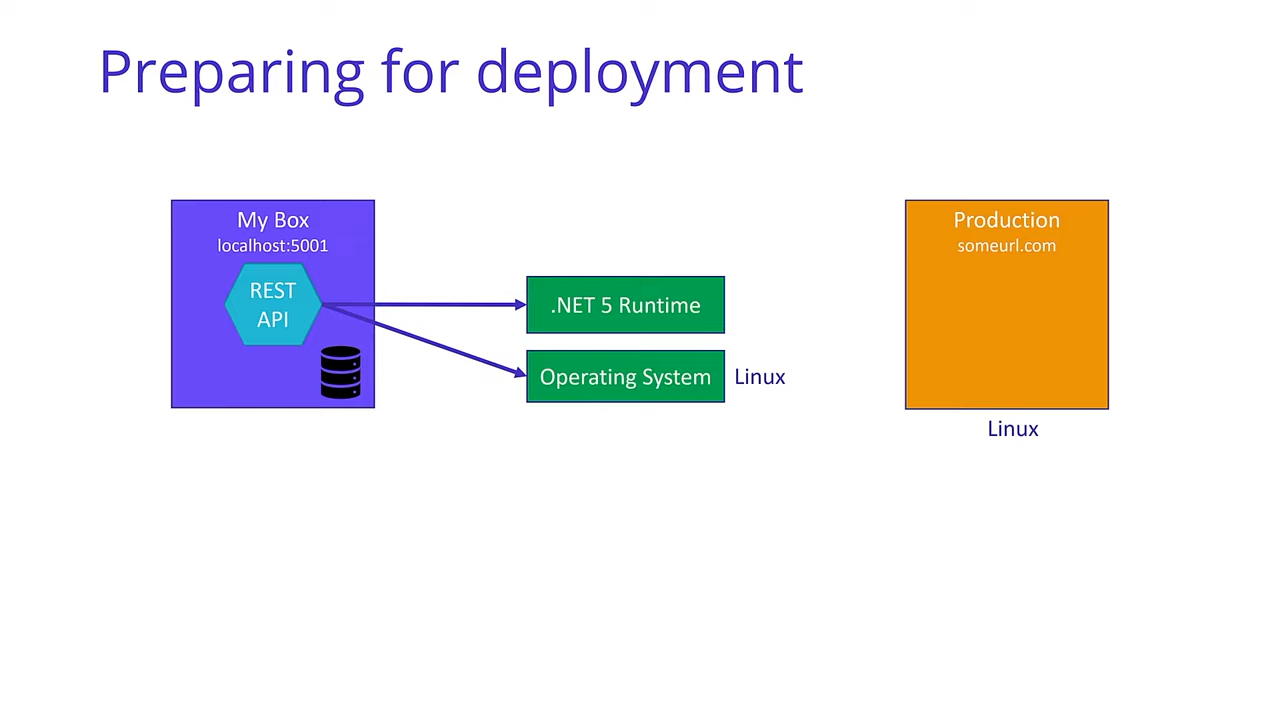 Preparing for deployment
My Box
localhost:5001
REST
API
.NET 5 Runtime
Operating System
Linux
Production
someurl.com
Linux